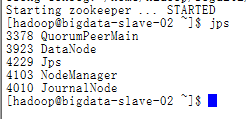 Starting zookeeper ... STARTED
[hadoop@bigdata-slave-02 ~]$ jps
3378 QuorumPeerMain
3923 DataNode
4229 Jps
4103 NodeManager
4010 JournalNode
[hadoop@bigdata-slave-02 ~]$